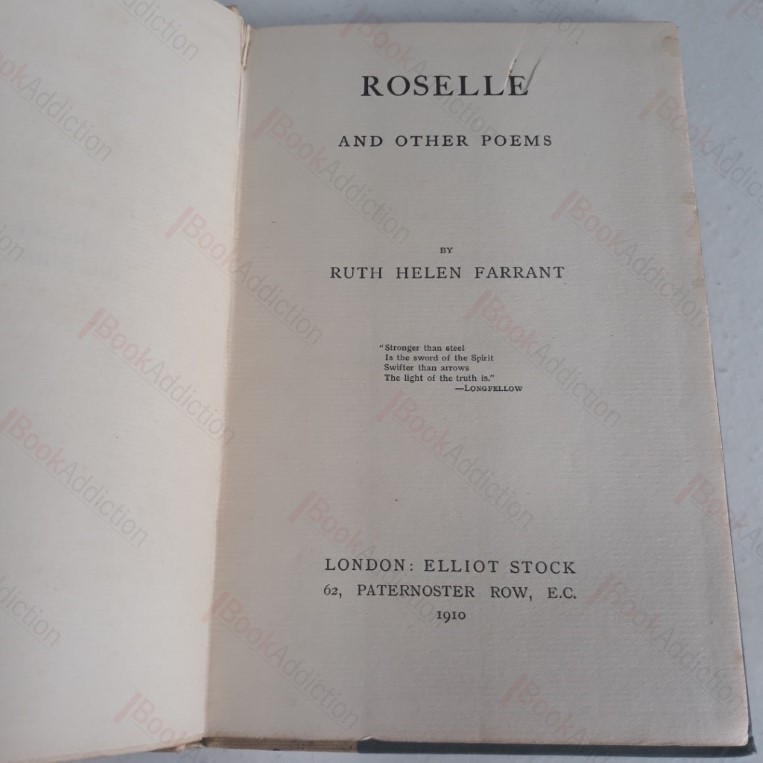 ROSELLE
AND OTHER POEMS
BY
RUTH HELEN FARRANT
"Stronger than steel
Is the sword of the Spirit
Swifter than arrows
The light of the truth is."
—LONGFELLOW
LONDON: ELLIOT STOCK
62, PATERNOSTER ROW, E.C.
1910
BookAddiction